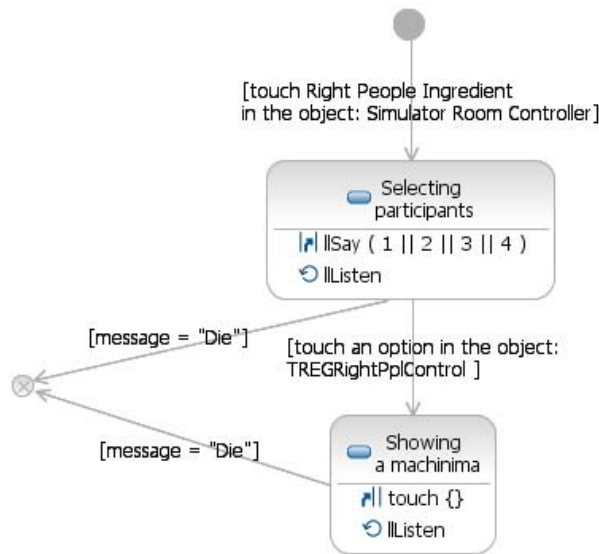 [touch Right People Ingredient
in the object: Simulator Room Controller]
Selecting
participants
llSay ( 1 || 2 || 3 || 4 )
llListen
[message = "Die"]
[touch an option in the object:
TREGRightPplControl ]
[message = "Die"]
Showing
a machinima
touch {}
llListen